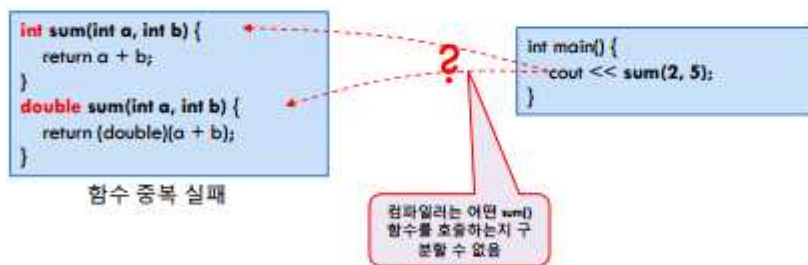 int sum(int a, int b) {
return a + b;
}
double sum(int a, int b) {
return (double)(a + b);
}
함수 중복 실패
?
int main() {
cout << sum(2, 5);
}
컴파일러는 어떤 sum()
함수를 호출하는지 구
분할 수 없음